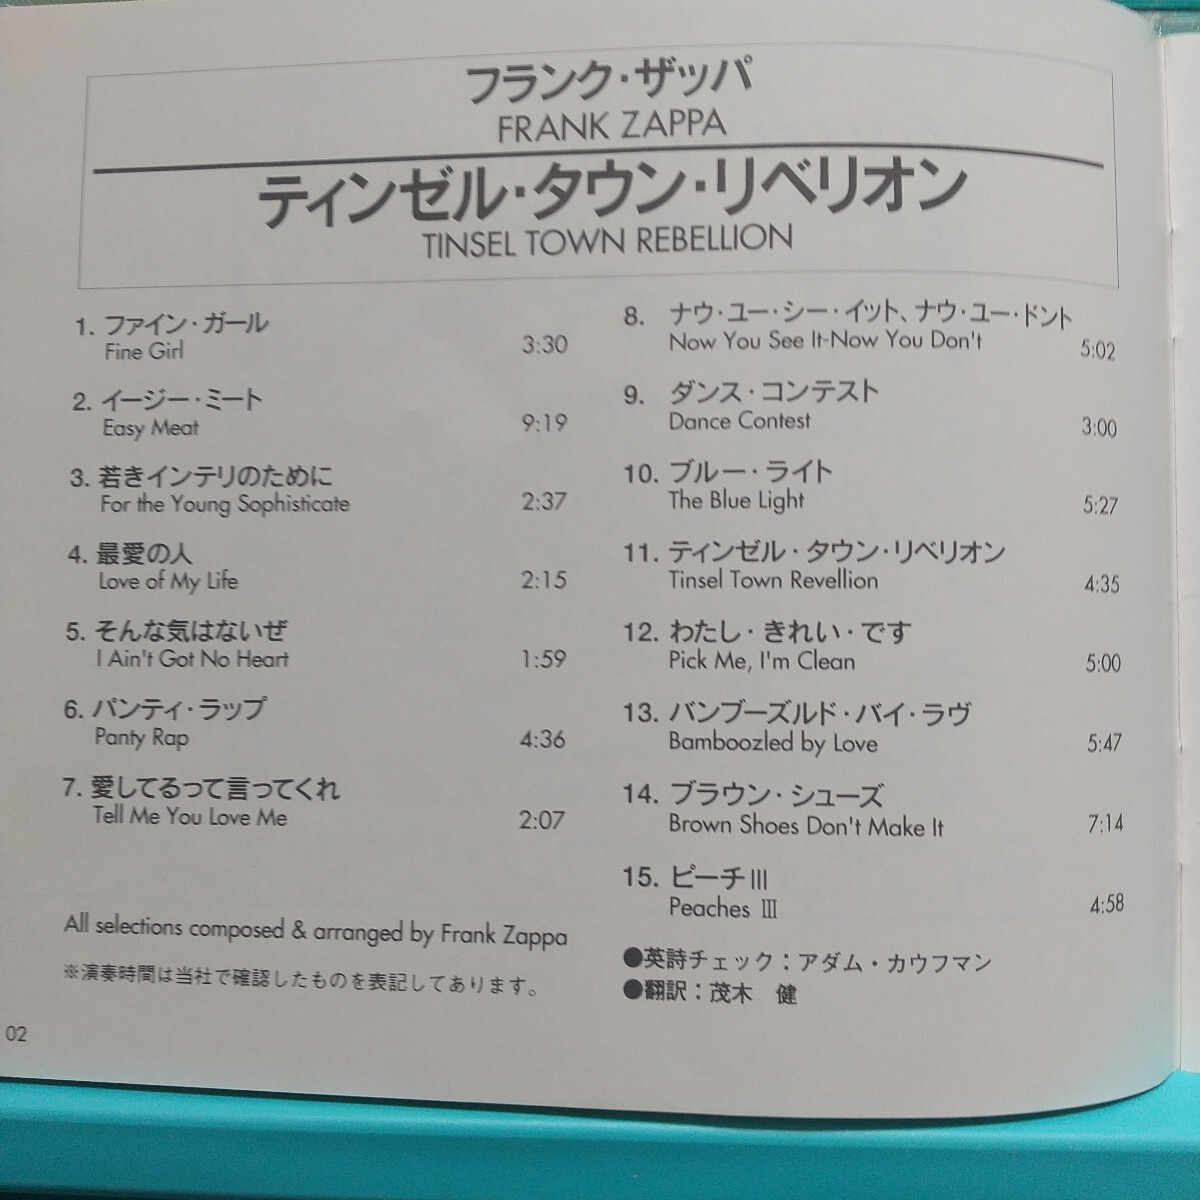 フランク・ザッパ
FRANK ZAPPA
ティンゼル・タウン・リベリオン
TINSEL TOWN REBELLION
1. ファイン・ガール
Fine Girl 3:30
2. イージー・ミート
Easy Meat 9:19
3. 若きインテリのために
For the Young Sophisticate 2:37
4. 最愛の人
Love of My Life 2:15
5. そんな気はないぜ
I Ain't Got No Heart 1:59
6. パンティ・ラップ
Panty Rap 4:36
7. 愛してるって言ってくれ
Tell Me You Love Me 2:07
All selections composed & arranged by Frank Zappa
※演奏時間は当社で確認したものを表記してあります。
02
8. ナウ・ユー・シー・イット、ナウ・ユー・ドント
Now You See It-Now You Don't 5:02
9. ダンス・コンテスト
Dance Contest 3:00
10. ブルー・ライト
The Blue Light 5:27
11. ティンゼル・タウン・リベリオン
Tinsel Town Revellion 4:35
12. わたし・きれい・です
Pick Me, I'm Clean 5:00
13. バンブーズルド・バイ・ラヴ
Bamboozled by Love 5:47
14. ブラウン・シューズ
Brown Shoes Don't Make It 7:14
15. ピーチⅢ
Peaches Ⅲ 4:58
●英詩チェック：アダム・カウフマン
●翻訳：茂木　健